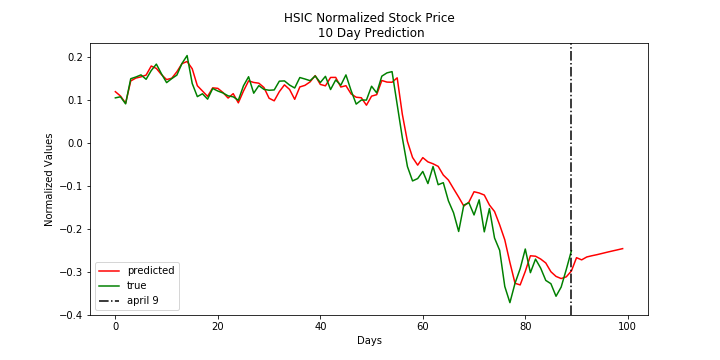 HSIC Normalized Stock Price
10 Day Prediction
Normalized Values
0.2
0.1
0.0
−0.1
−0.2
−0.3
−0.4
predicted
true
april 9
0 20 40 60 80 100
Days